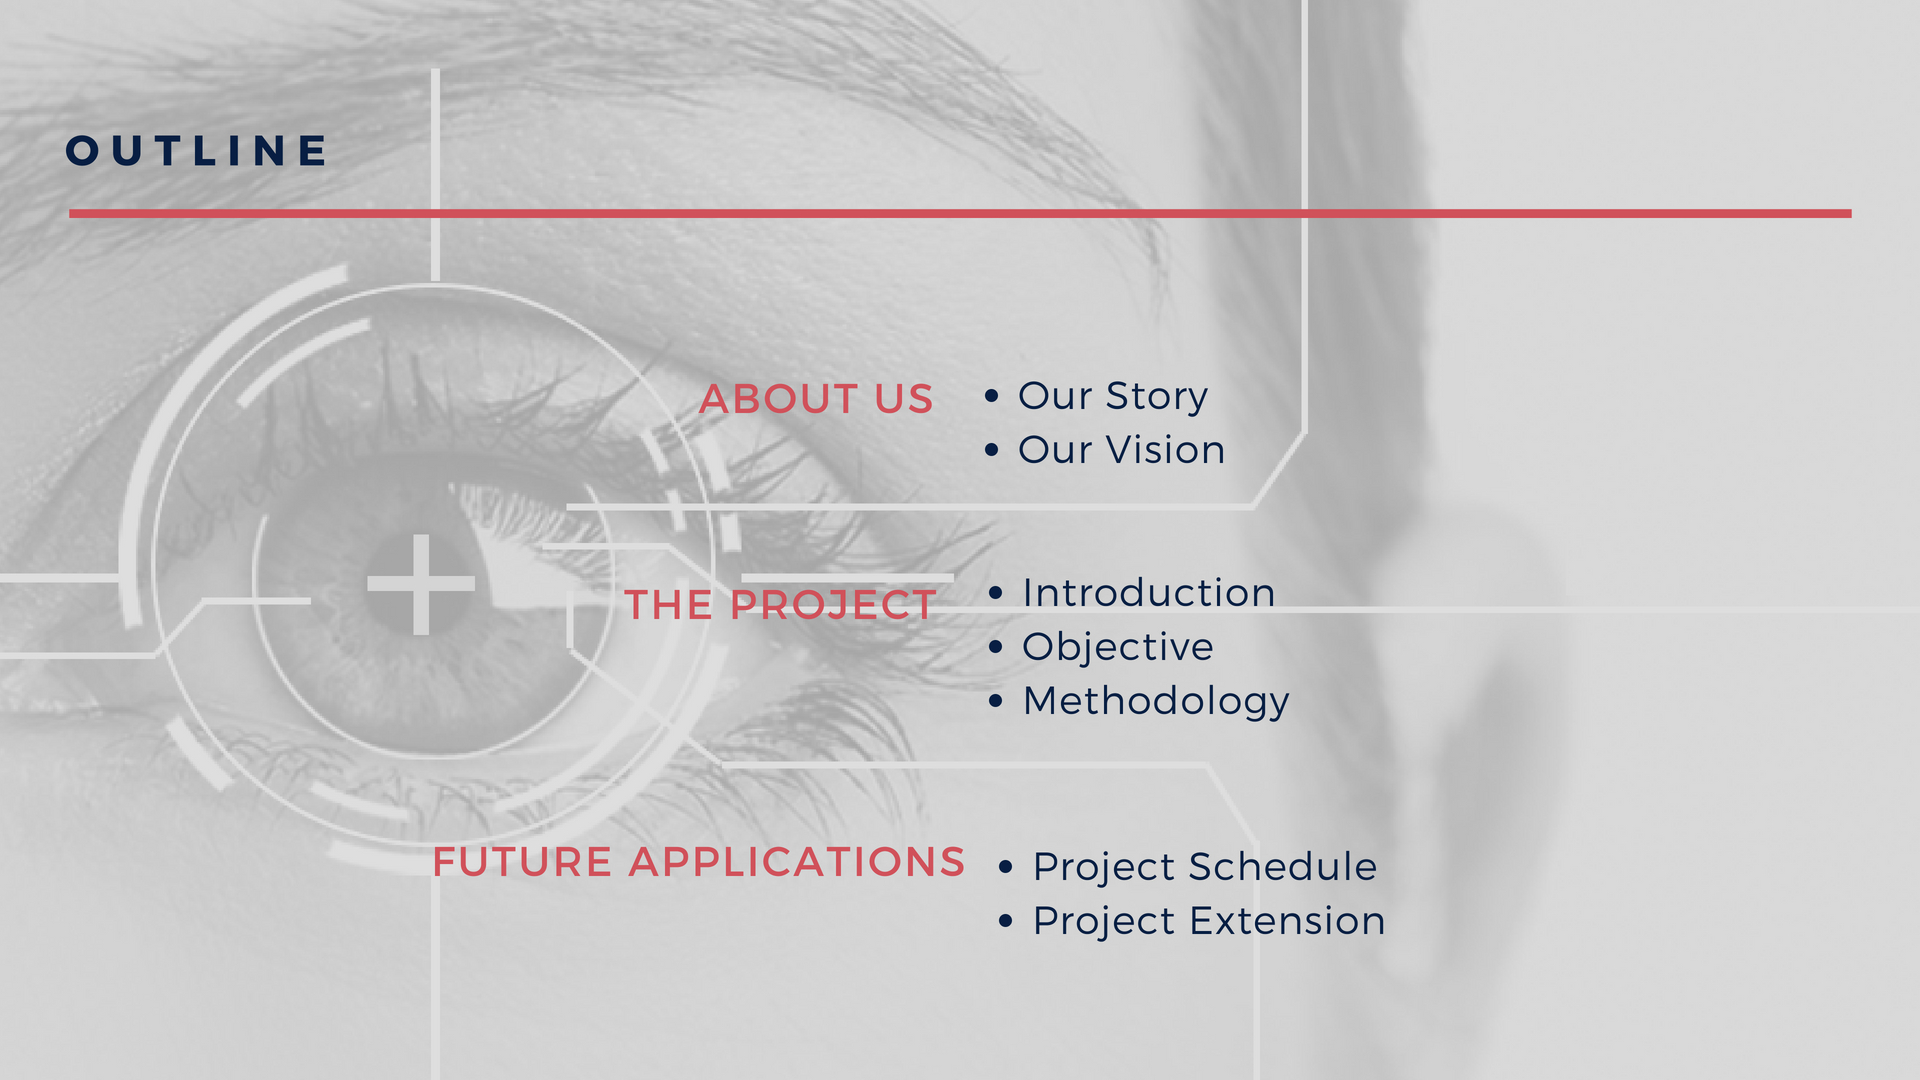 OUTLINE
ABOUT US
• Our Story
• Our Vision
THE PROJECT
• Introduction
• Objective
• Methodology
FUTURE APPLICATIONS
• Project Schedule
• Project Extension